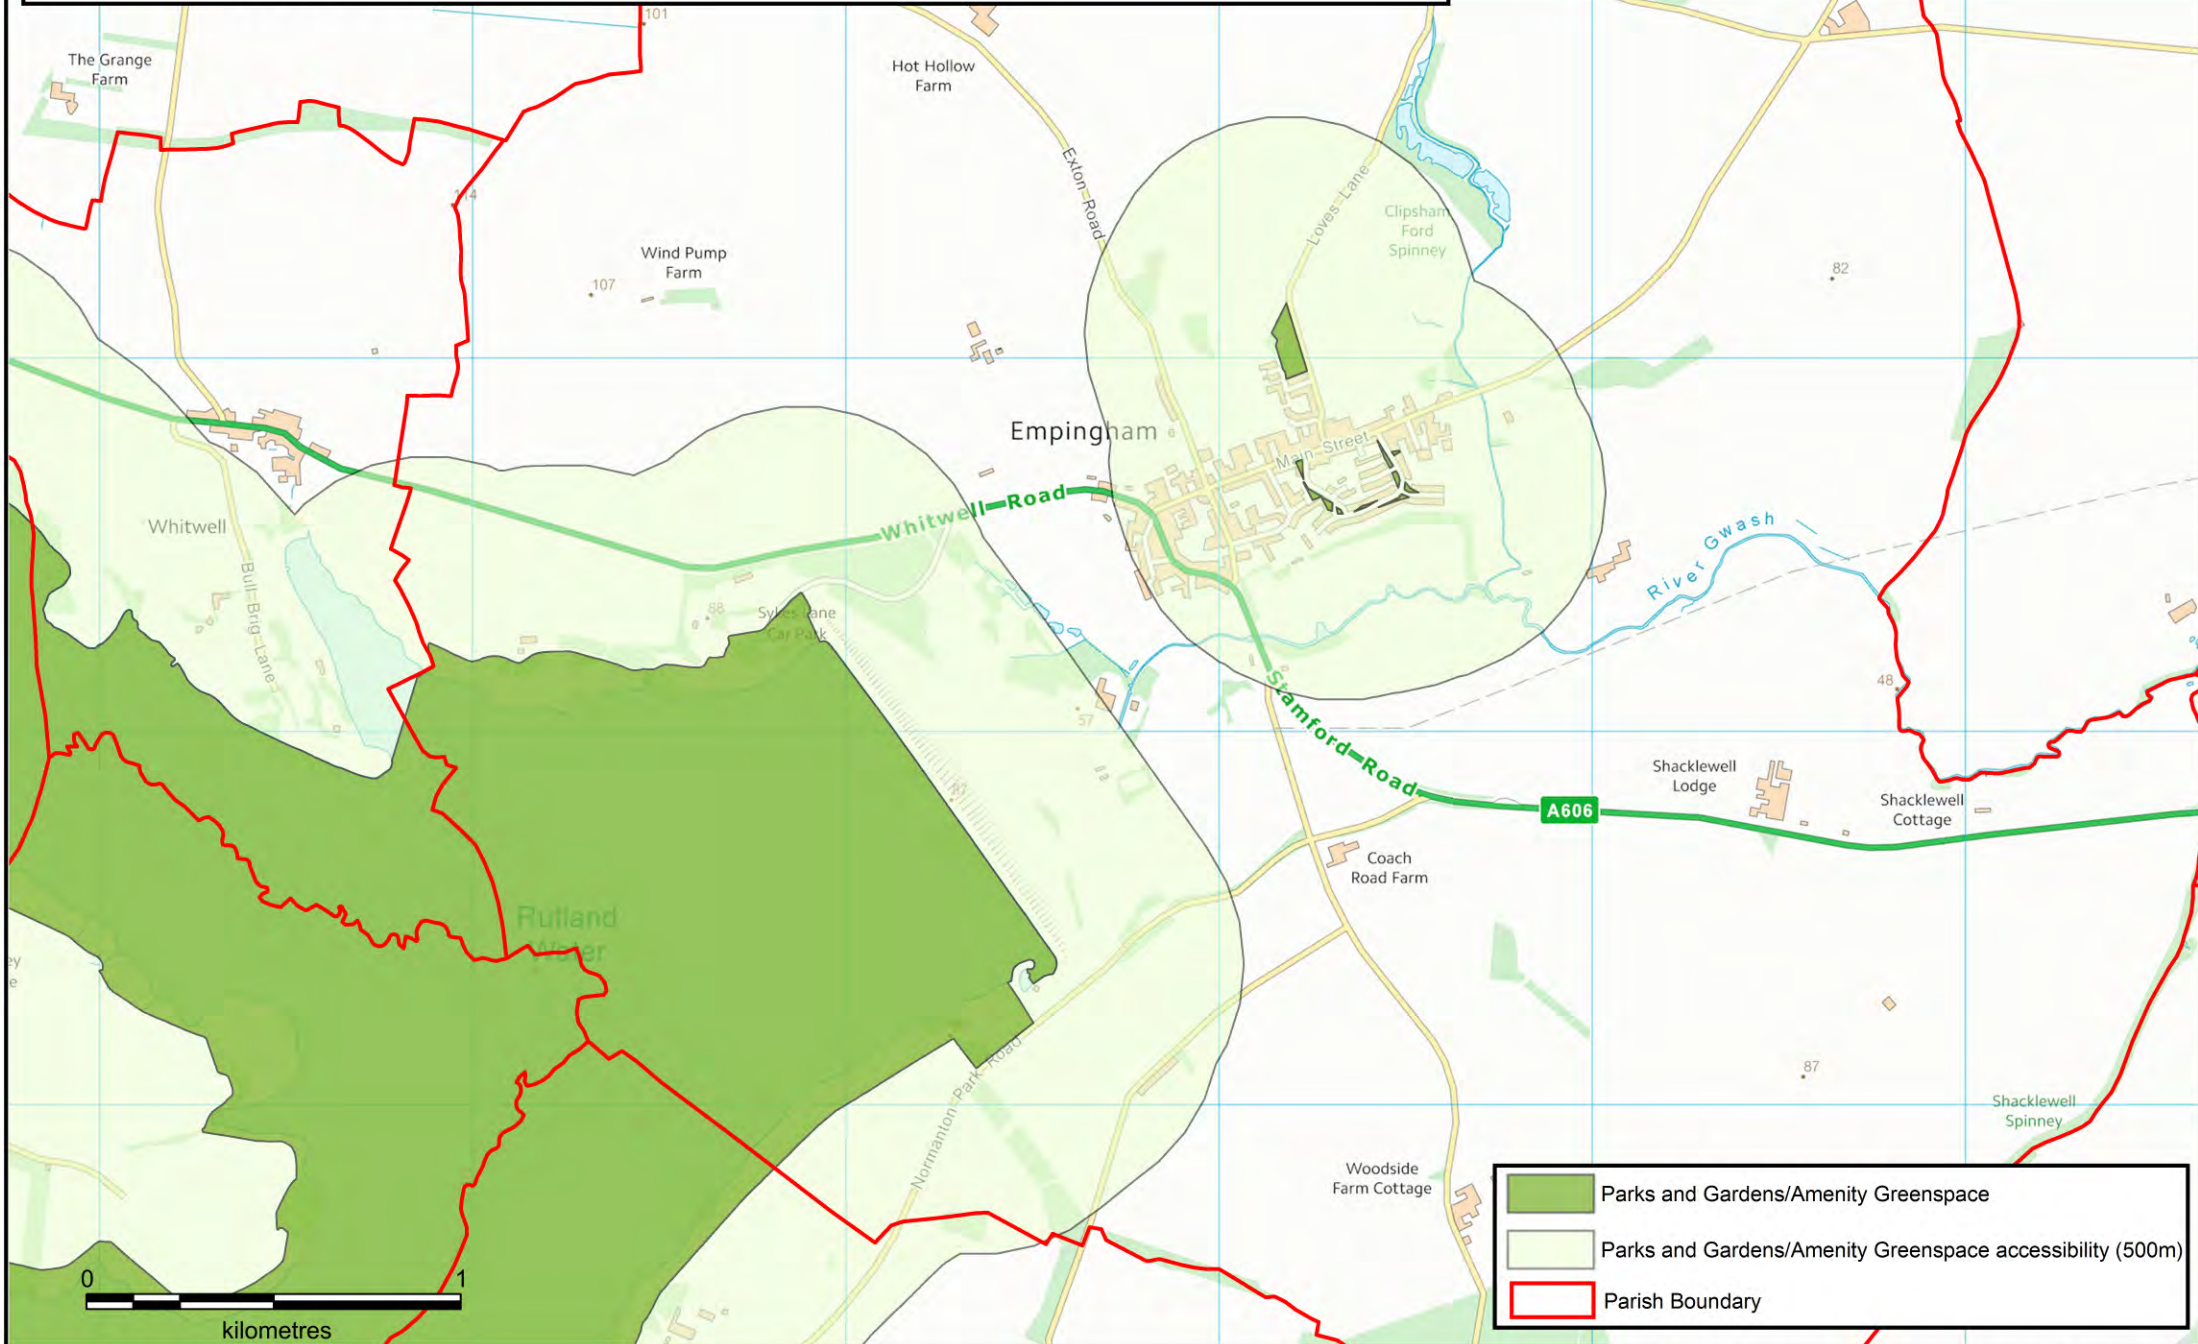 101
The Grange
Farm
Hot Hollow
Farm
Exton Road
Loves Lane
Clipsham
Ford
Spinney
Wind Pump
Farm
107
82
Empingham
Main Street
Whitwell Road
Whitwell
Bull Brig Lane
River Gwash
88
Sykes Lane
Car Park
57
48
Stamford Road
A606
Shacklewell
Lodge
Shacklewell
Cottage
Coach
Road Farm
Rutland
Water
87
Normanton Park Road
Shacklewell
Spinney
Woodside
Farm Cottage
Parks and Gardens/Amenity Greenspace
Parks and Gardens/Amenity Greenspace accessibility (500m)
Parish Boundary
0 1
kilometres